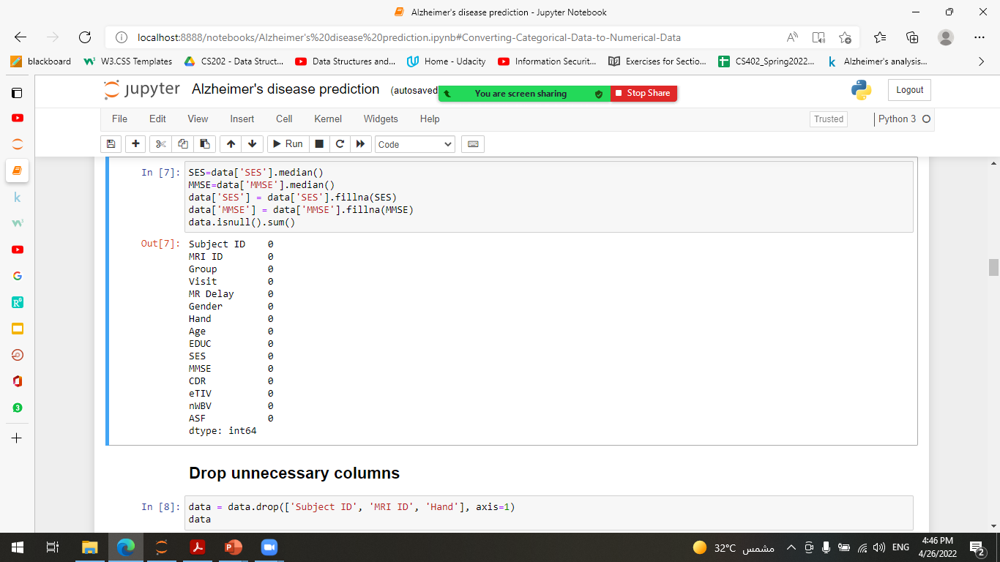 Alzheimer's disease prediction - Jupyter Notebook
localhost:8888/notebooks/Alzheimer's%20disease%20prediction.ipynb#Converting-Categorical-Data-to-Numerical-Data
blackboard W3.CSS Templates CS202 - Data Struct... Data Structures and... Home - Udacity Information Securit... Exercises for Sectio... CS402_Spring2022... Alzheimer's analysis...
jupyter Alzheimer's disease prediction (autosaved Logout
You are screen sharing Stop Share
File Edit View Insert Cell Kernel Widgets Help Trusted Python 3
Run Code
In [7]: SES=data['SES'].median()
MMSE=data['MMSE'].median()
data['SES'] = data['SES'].fillna(SES)
data['MMSE'] = data['MMSE'].fillna(MMSE)
data.isnull().sum()
Out[7]: Subject ID 0
MRI ID 0
Group 0
Visit 0
MR Delay 0
Gender 0
Hand 0
Age 0
EDUC 0
SES 0
MMSE 0
CDR 0
eTIV 0
nWBV 0
ASF 0
dtype: int64
Drop unnecessary columns
In [8]: data = data.drop(['Subject ID', 'MRI ID', 'Hand'], axis=1)
data
32°C مشمس ENG 4:46 PM
4/26/2022
2